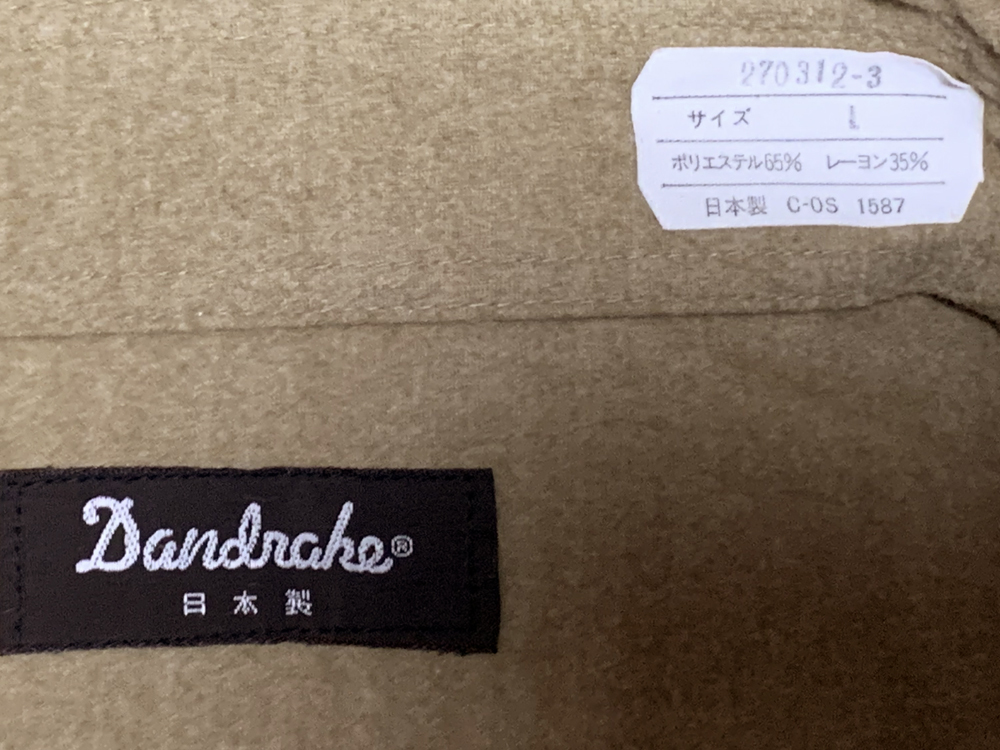 270312-3
サイズ L
ポリエステル65% レーヨン35%
日本製 C-OS 1587
Dandrake®
日本製